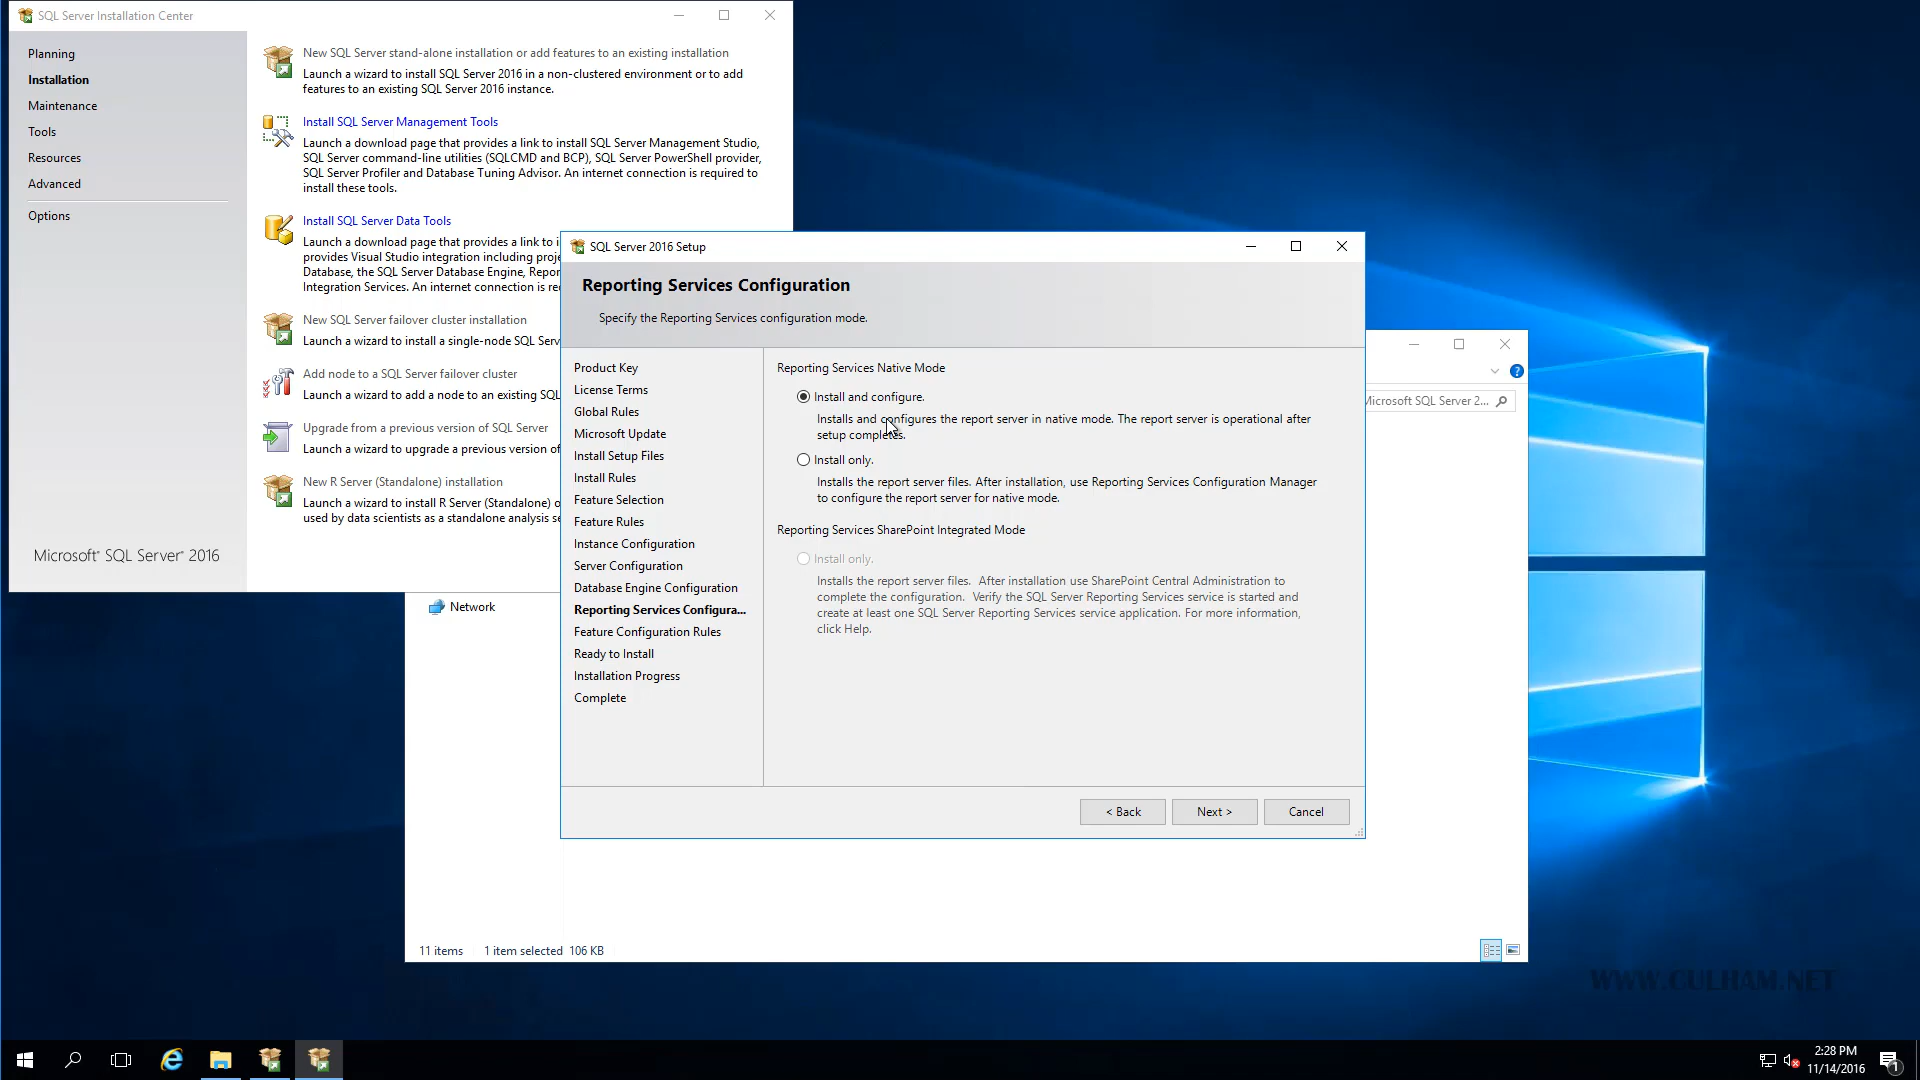 SQL Server Installation Center
Planning
Installation
Maintenance
Tools
Resources
Advanced
Options
Microsoft® SQL Server® 2016
New SQL Server stand-alone installation or add features to an existing installation
Launch a wizard to install SQL Server 2016 in a non-clustered environment or to add
features to an existing SQL Server 2016 instance.
Install SQL Server Management Tools
Launch a download page that provides a link to install SQL Server Management Studio,
SQL Server command-line utilities (SQLCMD and BCP), SQL Server PowerShell provider,
SQL Server Profiler and Database Tuning Advisor. An internet connection is required to
install these tools.
Install SQL Server Data Tools
Launch a download page that provides a link to i
provides Visual Studio integration including proje
Database, the SQL Server Database Engine, Repor
Integration Services. An internet connection is re
New SQL Server failover cluster installation
Launch a wizard to install a single-node SQL Serv
Add node to a SQL Server failover cluster
Launch a wizard to add a node to an existing SQL
Upgrade from a previous version of SQL Server
Launch a wizard to upgrade a previous version of
New R Server (Standalone) installation
Launch a wizard to install R Server (Standalone) o
used by data scientists as a standalone analysis se
SQL Server 2016 Setup
Reporting Services Configuration
Specify the Reporting Services configuration mode.
Product Key
License Terms
Global Rules
Microsoft Update
Install Setup Files
Install Rules
Feature Selection
Feature Rules
Instance Configuration
Server Configuration
Database Engine Configuration
Reporting Services Configura...
Feature Configuration Rules
Ready to Install
Installation Progress
Complete
Reporting Services Native Mode
Install and configure.
Installs and configures the report server in native mode. The report server is operational after
setup completes.
Install only.
Installs the report server files. After installation, use Reporting Services Configuration Manager
to configure the report server for native mode.
Reporting Services SharePoint Integrated Mode
Install only.
Installs the report server files. After installation use SharePoint Central Administration to
complete the configuration. Verify the SQL Server Reporting Services service is started and
create at least one SQL Server Reporting Services service application. For more information,
click Help.
< Back
Next >
Cancel
Microsoft SQL Server 2...
Network
11 items
1 item selected 106 KB
WWW.CULHAM.NET
2:28 PM
11/14/2016
1